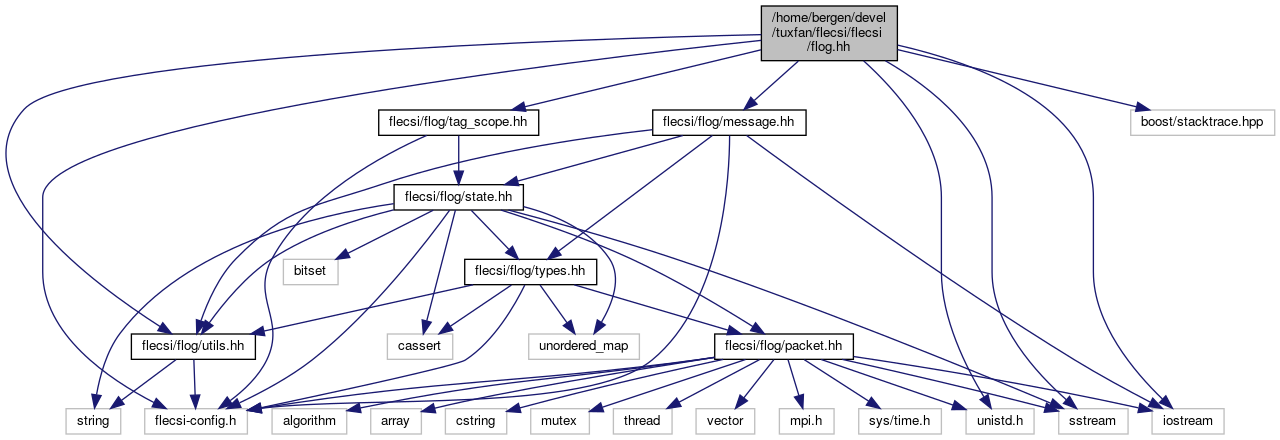 /home/bergen/devel
/tuxfan/flecsi/flecsi
/flog.hh
flecsi/flog/tag_scope.hh
flecsi/flog/message.hh
boost/stacktrace.hpp
flecsi/flog/state.hh
bitset
flecsi/flog/types.hh
flecsi/flog/utils.hh
cassert
unordered_map
flecsi/flog/packet.hh
string
flecsi-config.h
algorithm
array
cstring
mutex
thread
vector
mpi.h
sys/time.h
unistd.h
sstream
iostream